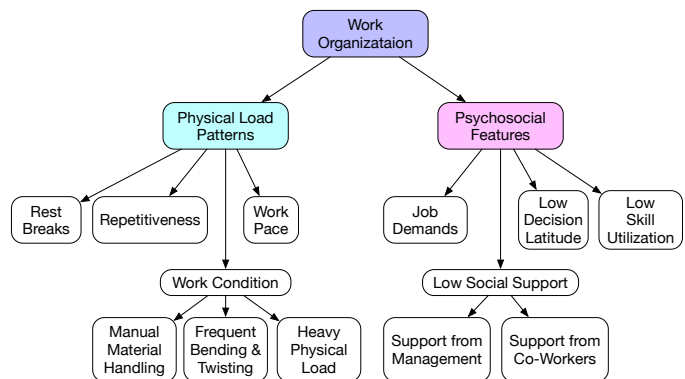 Work
Organizataion
Physical Load
Patterns
Psychosocial
Features
Rest
Breaks
Repetitiveness
Work
Pace
Job
Demands
Low
Decision
Latitude
Low
Skill
Utilization
Work Condition
Low Social Support
Manual
Material
Handling
Frequent
Bending &
Twisting
Heavy
Physical
Load
Support from
Management
Support from
Co-Workers